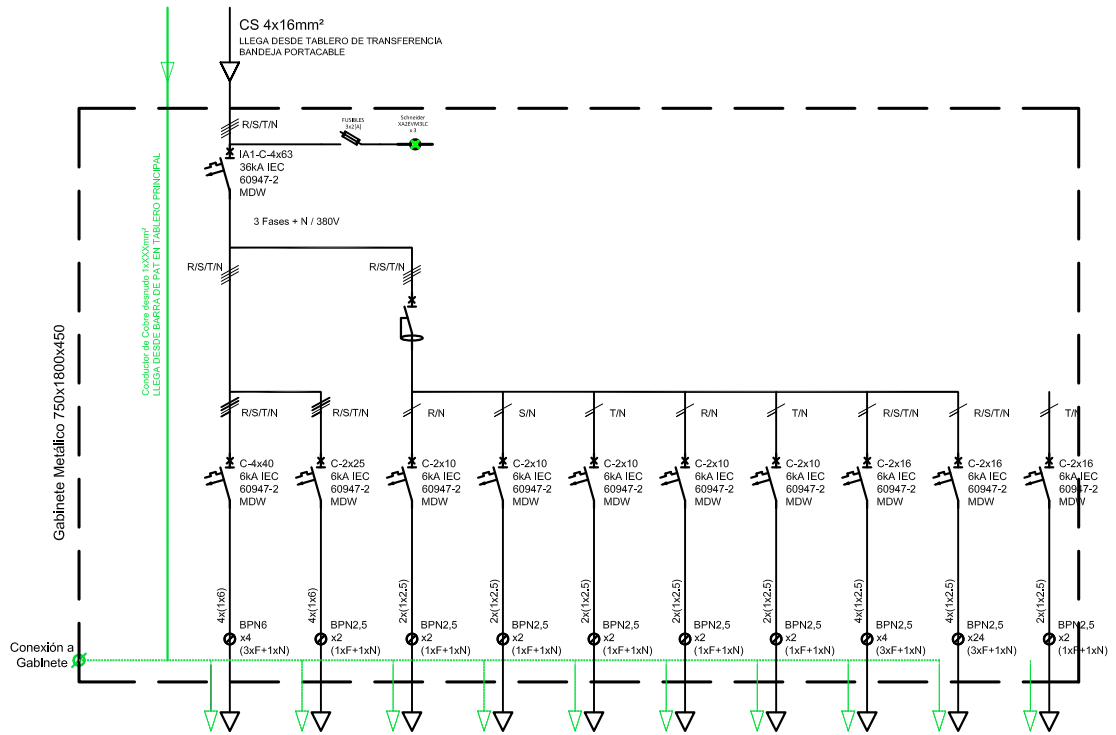 CS 4x16mm²
LLEGA DESDE TABLERO DE TRANSFERENCIA
BANDEJA PORTACABLE
R/S/T/N
FUSIBLES
3x2[A]
Schneider
XA2EVM3LC
x 3
IA1-C-4x63
36kA IEC
60947-2
MDW
3 Fases + N / 380V
Conductor de Cobre desnudo 1xXXXmm²
LLEGA DESDE BARRA DE PAT EN TABLERO PRINCIPAL
Gabinete Metálico 750x1800x450
R/S/T/N
R/S/T/N
R/S/T/N
R/S/T/N
R/N
S/N
T/N
R/N
T/N
R/S/T/N
R/S/T/N
T/N
C-4x40
6kA IEC
60947-2
MDW
C-2x25
6kA IEC
60947-2
MDW
C-2x10
6kA IEC
60947-2
MDW
C-2x10
6kA IEC
60947-2
MDW
C-2x10
6kA IEC
60947-2
MDW
C-2x10
6kA IEC
60947-2
MDW
C-2x10
6kA IEC
60947-2
MDW
C-2x16
6kA IEC
60947-2
MDW
C-2x16
6kA IEC
60947-2
MDW
C-2x16
6kA IEC
60947-2
MDW
4x(1x6)
4x(1x6)
2x(1x2.5)
2x(1x2.5)
2x(1x2.5)
2x(1x2.5)
2x(1x2.5)
4x(1x2.5)
2x(1x2.5)
2x(1x2.5)
BPN6
x4
(3xF+1xN)
BPN2,5
x2
(1xF+1xN)
BPN2,5
x2
(1xF+1xN)
BPN2,5
x2
(1xF+1xN)
BPN2,5
x2
(1xF+1xN)
BPN2,5
x2
(1xF+1xN)
BPN2,5
x2
(1xF+1xN)
BPN2,5
x4
(3xF+1xN)
BPN2,5
x24
(3xF+1xN)
BPN2,5
x2
(1xF+1xN)
Conexión a
Gabinete